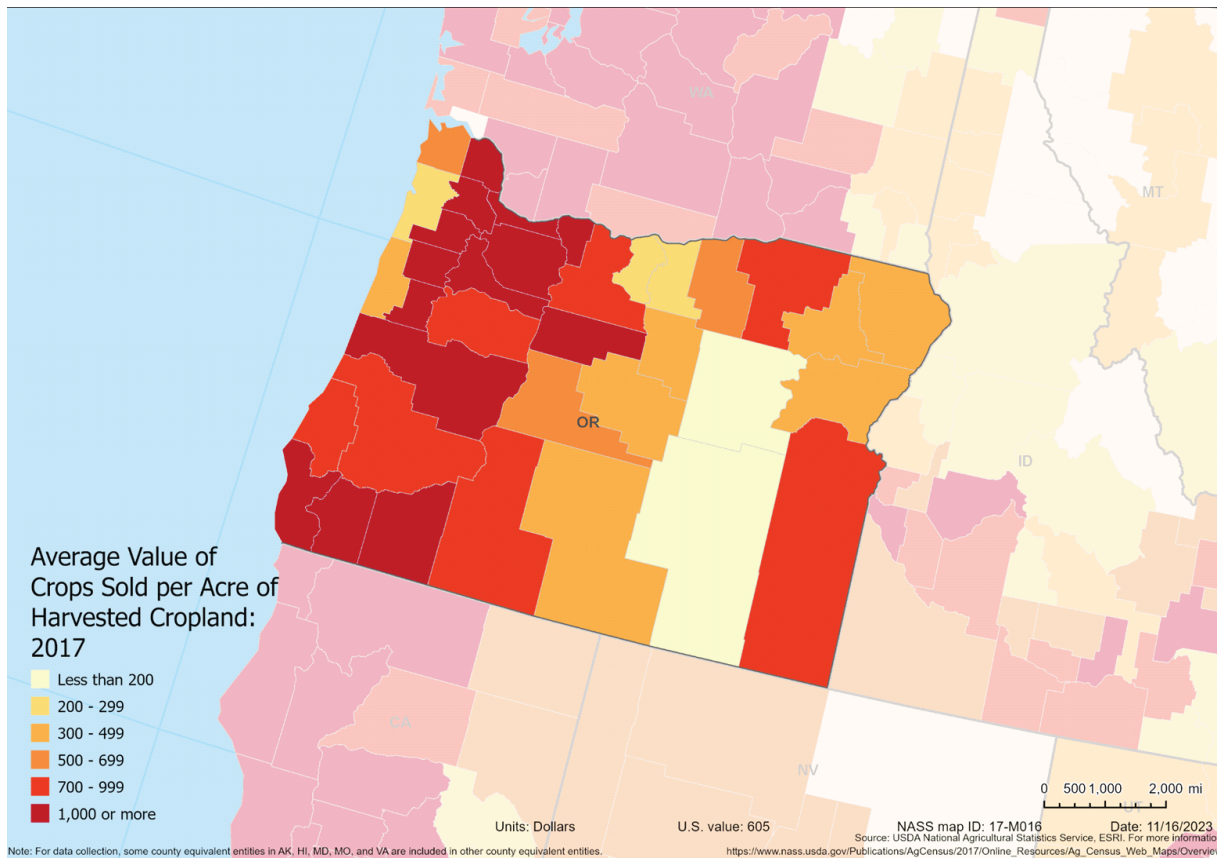 WA
MT
OR
ID
Average Value of
Crops Sold per Acre of
Harvested Cropland:
2017
Less than 200
200 - 299
300 - 499
500 - 699
700 - 999
1,000 or more
CA
NV
UT
0 500 1,000 2,000 mi
Units: Dollars U.S. value: 605 NASS map ID: 17-M016 Date: 11/16/2023
Source: USDA National Agricultural Statistics Service, ESRI. For more informatio
Note: For data collection, some county equivalent entities in AK, HI, MD, MO, and VA are included in other county equivalent entities. https://www.nass.usda.gov/Publications/AgCensus/2017/Online_Resources/Ag_Census_Web_Maps/Overview